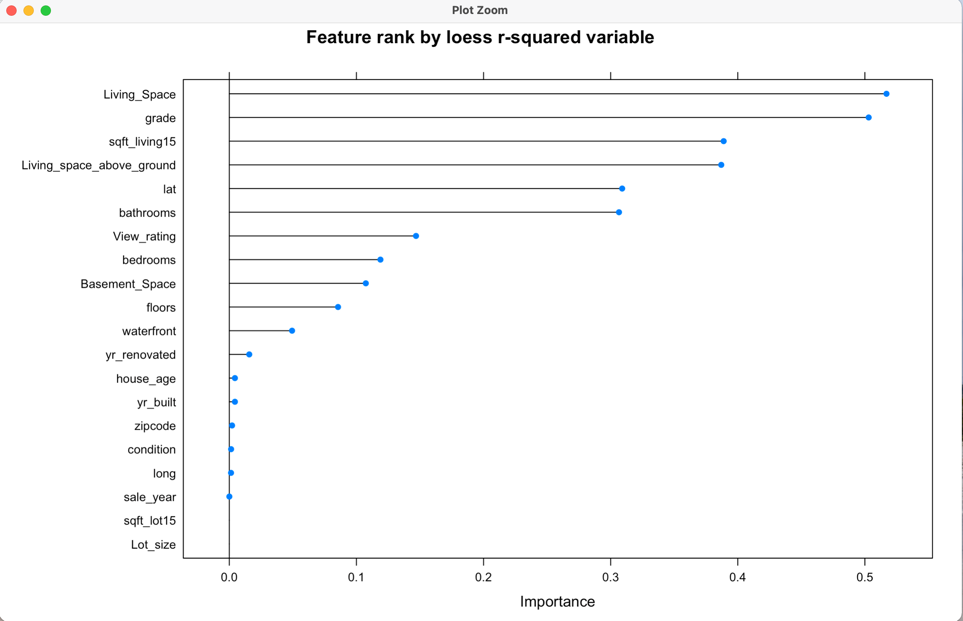 Plot Zoom
Feature rank by loess r-squared variable
Living_Space
grade
sqft_living15
Living_space_above_ground
lat
bathrooms
View_rating
bedrooms
Basement_Space
floors
waterfront
yr_renovated
house_age
yr_built
zipcode
condition
long
sale_year
sqft_lot15
Lot_size
0.0 0.1 0.2 0.3 0.4 0.5
Importance